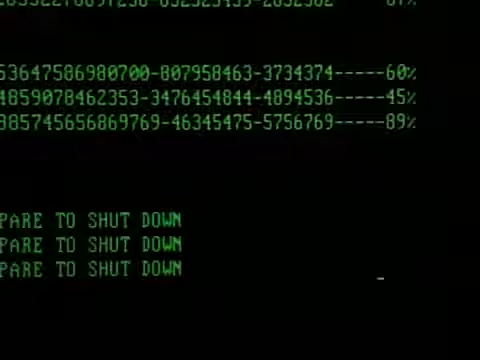 53647586980700-807958463-3734374-----60%
4859078462353-3476454844-4894536-----45%
385745656869769-46345475-5756769-----89%
PARE TO SHUT DOWN
PARE TO SHUT DOWN
PARE TO SHUT DOWN